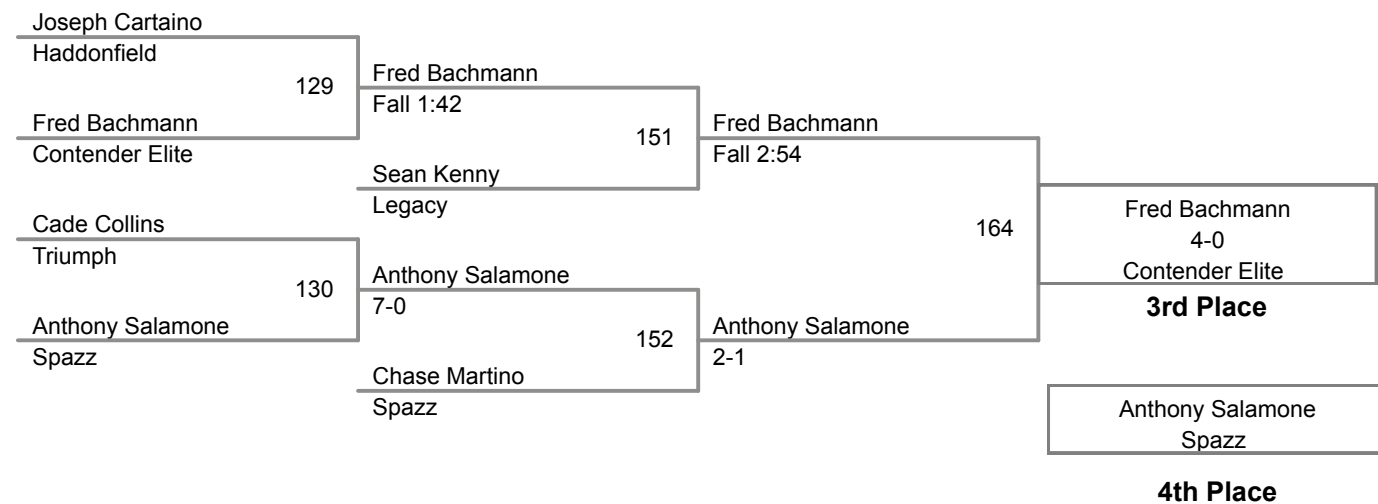 Joseph Cartaino
Haddonfield
129
Fred Bachmann
Contender Elite
Cade Collins
Triumph
130
Anthony Salamone
Spazz
Fred Bachmann
Fall 1:42
151
Sean Kenny
Legacy
Anthony Salamone
7-0
152
Chase Martino
Spazz
Fred Bachmann
Fall 2:54
164
Anthony Salamone
2-1
Fred Bachmann
4-0
Contender Elite
3rd Place
Anthony Salamone
Spazz
4th Place